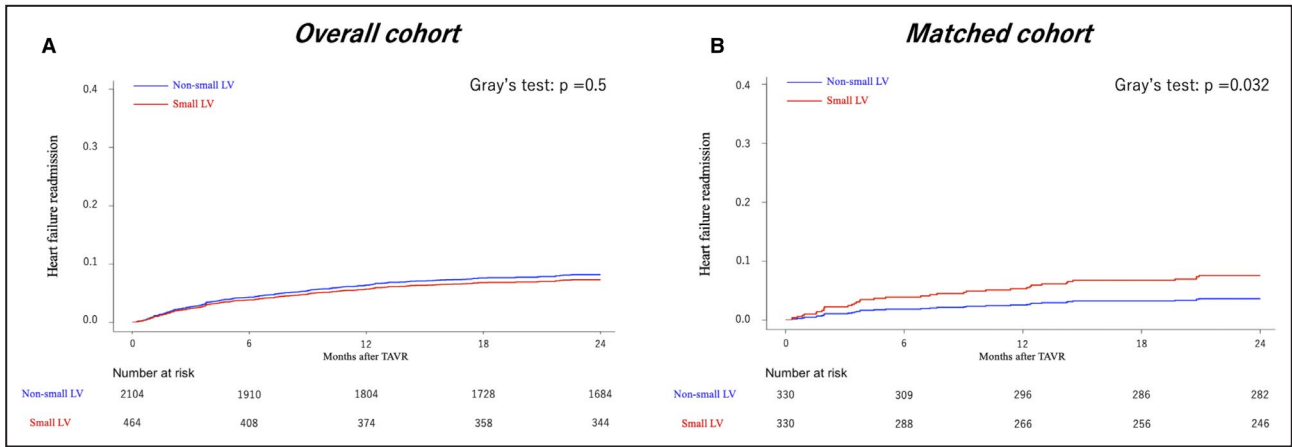 A
Overall cohort
Non-small LV
Small LV
Gray's test: p =0.5
0.4
0.3
0.2
0.1
0.0
Heart failure readmission
0 6 12 18 24
Months after TAVR
Number at risk
Non-small LV 2104 1910 1804 1728 1684
Small LV 464 408 374 358 344
B
Matched cohort
Non-small LV
Small LV
Gray's test: p =0.032
0.4
0.3
0.2
0.1
0.0
Heart failure readmission
0 6 12 18 24
Months after TAVR
Number at risk
Non-small LV 330 309 296 286 282
Small LV 330 288 266 256 246